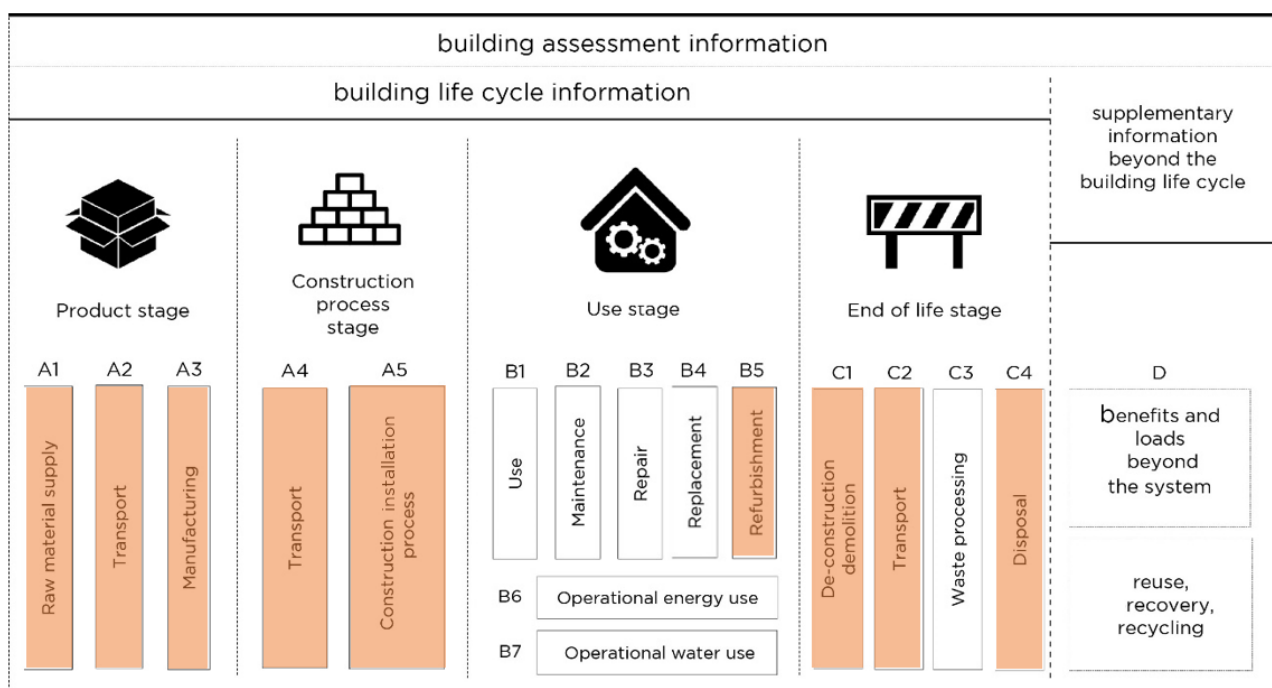 building assessment information
building life cycle information
supplementary
information
beyond the
building life cycle
Product stage
Construction
process
stage
Use stage
End of life stage
A1
A2
A3
A4
A5
B1
B2
B3
B4
B5
C1
C2
C3
C4
D
Raw material supply
Transport
Manufacturing
Transport
Construction installation
process
Use
Maintenance
Repair
Replacement
Refurbishment
B6
Operational energy use
B7
Operational water use
De-construction
demolition
Transport
Waste processing
Disposal
benefits and
loads
beyond
the system
reuse,
recovery,
recycling